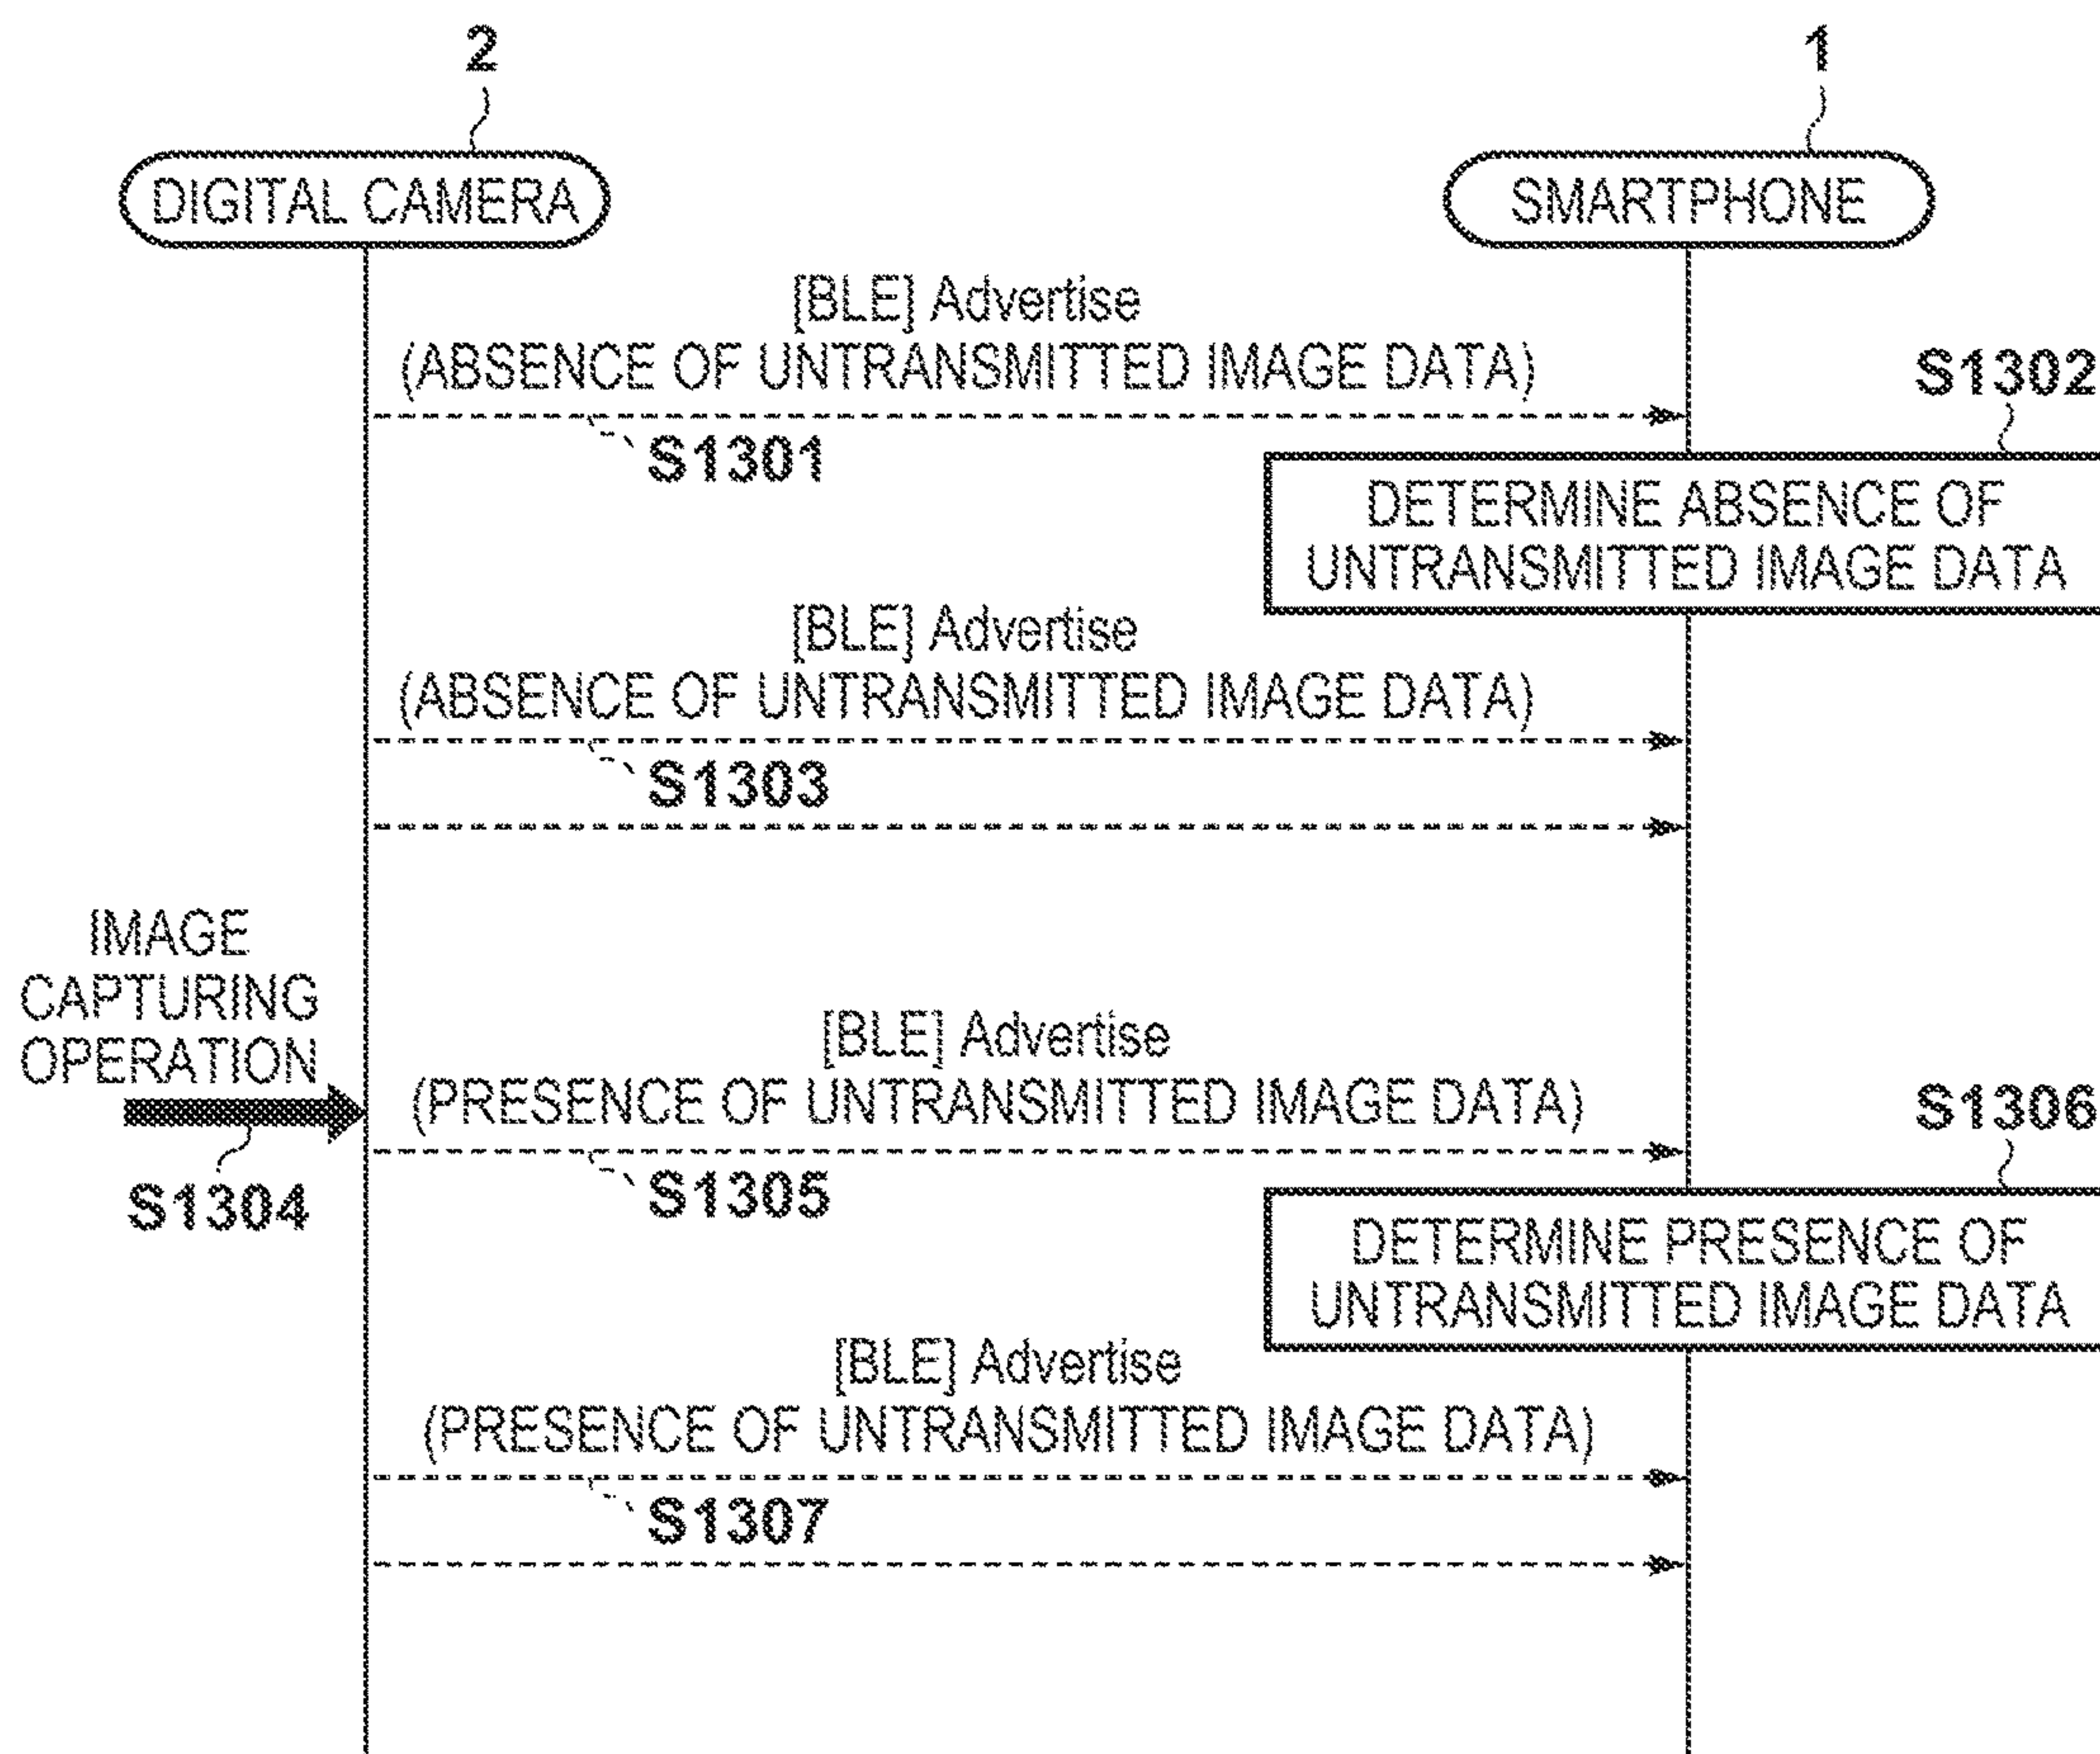 2
1
DIGITAL CAMERA
SMARTPHONE
[BLE] Advertise
(ABSENCE OF UNTRANSMITTED IMAGE DATA)
S1301
S1302
DETERMINE ABSENCE OF
UNTRANSMITTED IMAGE DATA
[BLE] Advertise
(ABSENCE OF UNTRANSMITTED IMAGE DATA)
S1303
IMAGE
CAPTURING
OPERATION
S1304
[BLE] Advertise
(PRESENCE OF UNTRANSMITTED IMAGE DATA)
S1305
S1306
DETERMINE PRESENCE OF
UNTRANSMITTED IMAGE DATA
[BLE] Advertise
(PRESENCE OF UNTRANSMITTED IMAGE DATA)
S1307